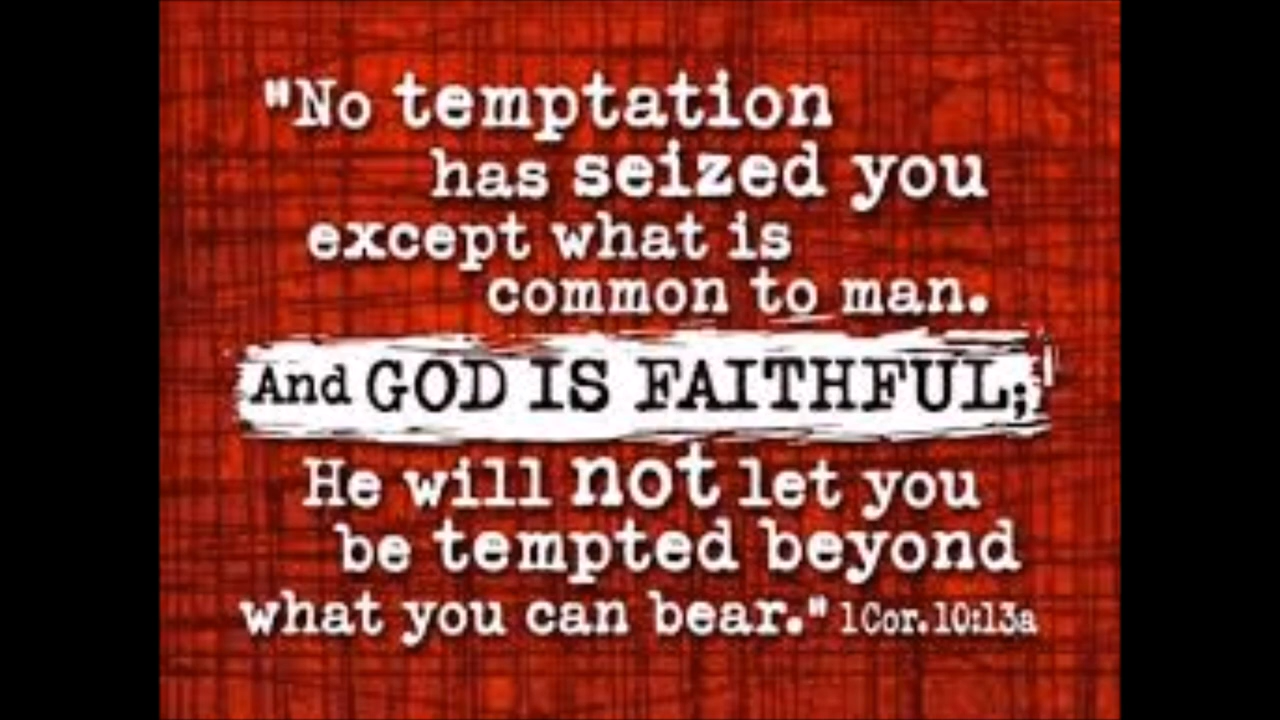 "No temptation
has seized you
except what is
common to man.
And GOD IS FAITHFUL;
He will not let you
be tempted beyond
what you can bear." 1Cor.10:13a